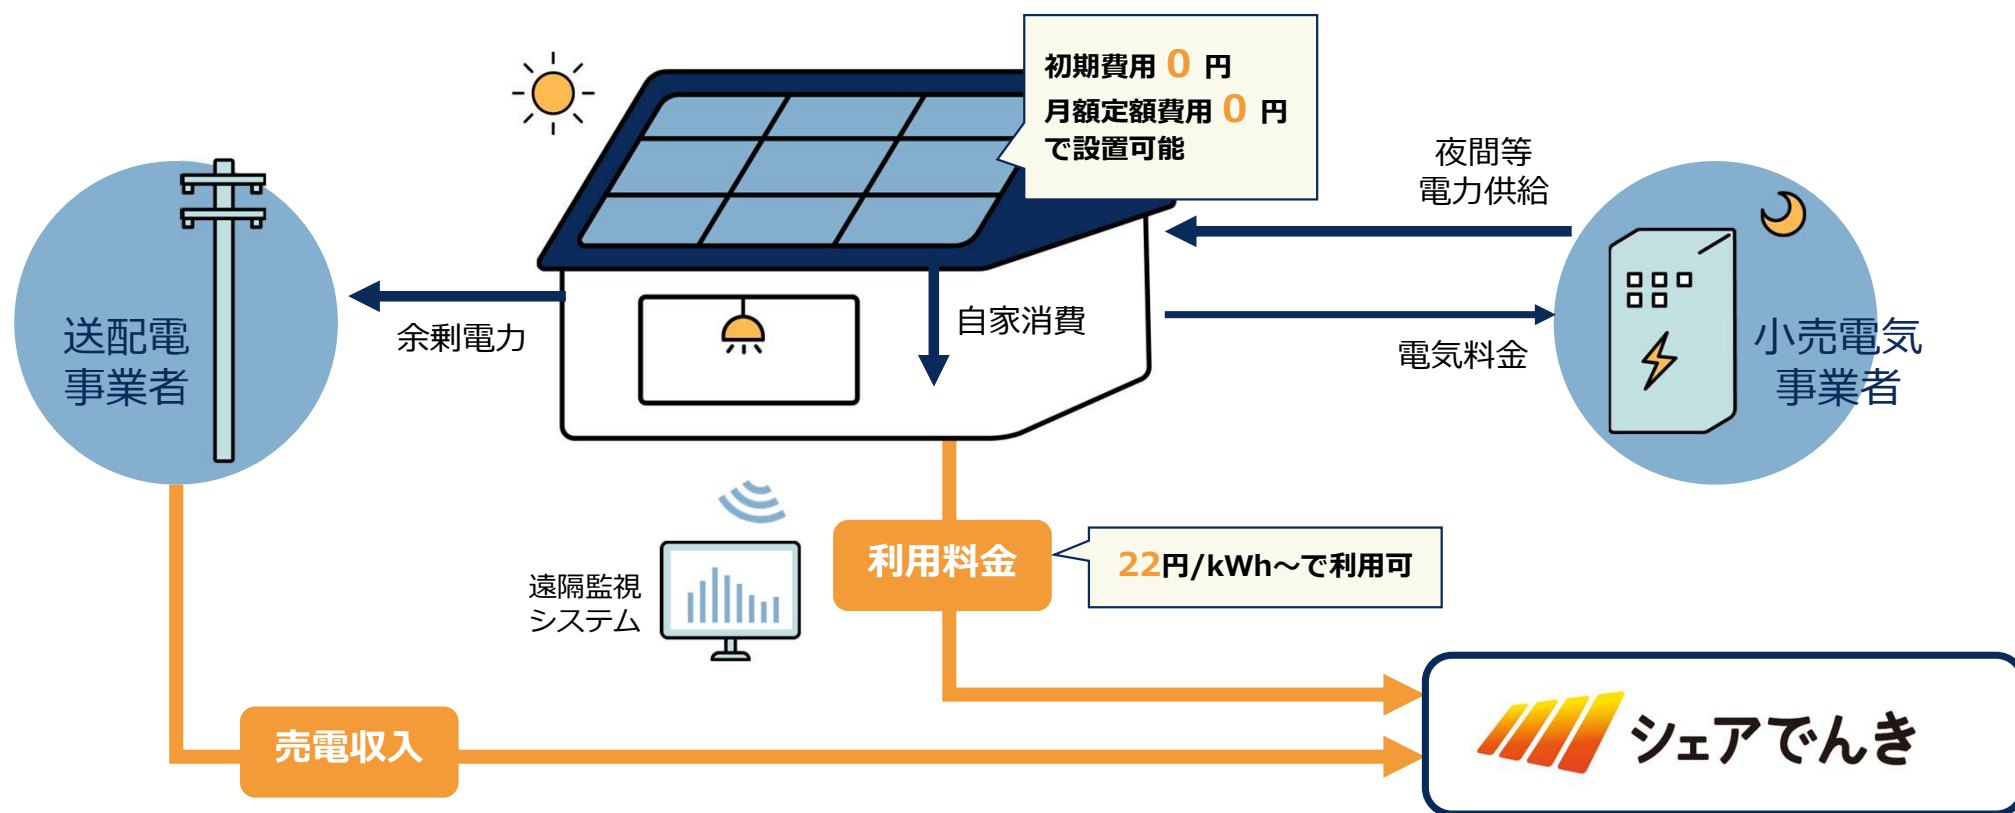 初期費用 0 円
月額定額費用 0 円
で設置可能
夜間等
電力供給
送配電
事業者
余剰電力
自家消費
電気料金
小売電気
事業者
遠隔監視
システム
利用料金
22円/kWh～で利用可
売電収入
シェアでんき